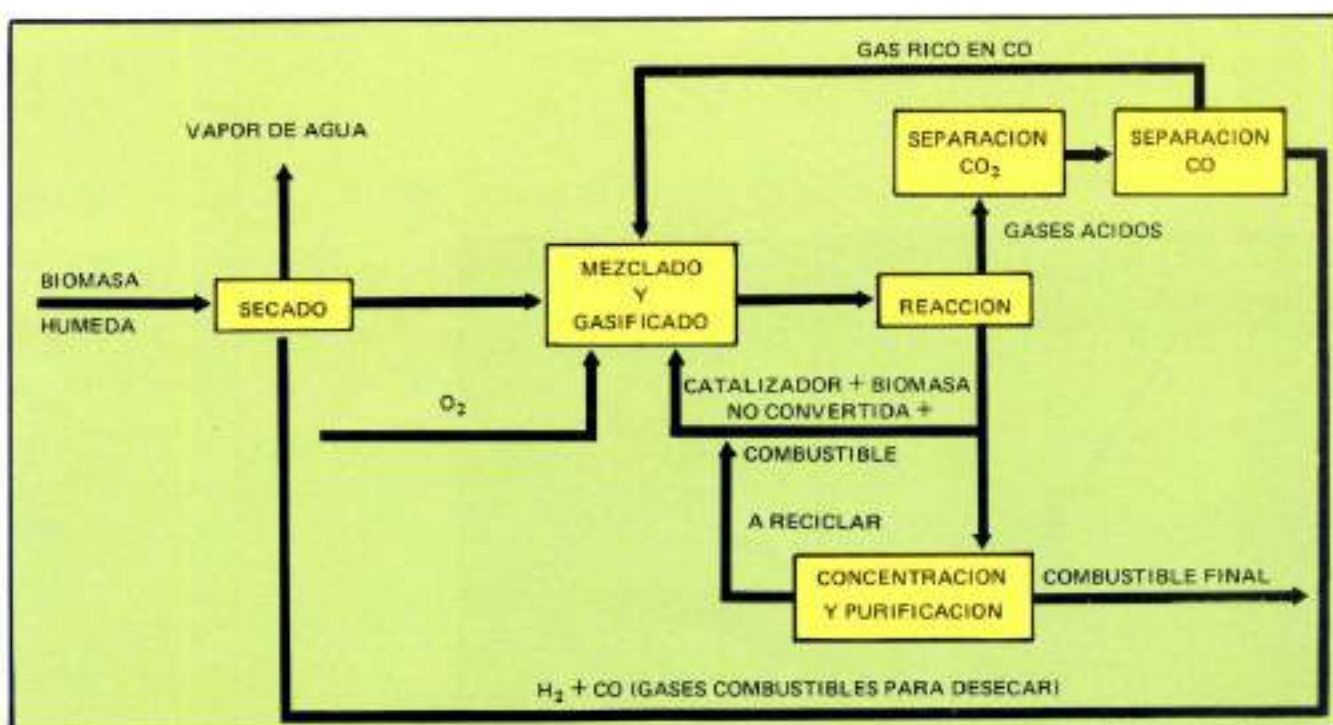 GAS RICO EN CO
VAPOR DE AGUA
SEPARACION
CO₂
SEPARACION
CO
GASES ACIDOS
BIOMASA
HUMEDA
SECADO
MEZCLADO
Y
GASIFICADO
REACCION
O₂
CATALIZADOR + BIOMASA
NO CONVERTIDA +
COMBUSTIBLE
A RECICLAR
CONCENTRACION
Y PURIFICACION
COMBUSTIBLE FINAL
H₂ + CO (GASES COMBUSTIBLES PARA DESECAR)